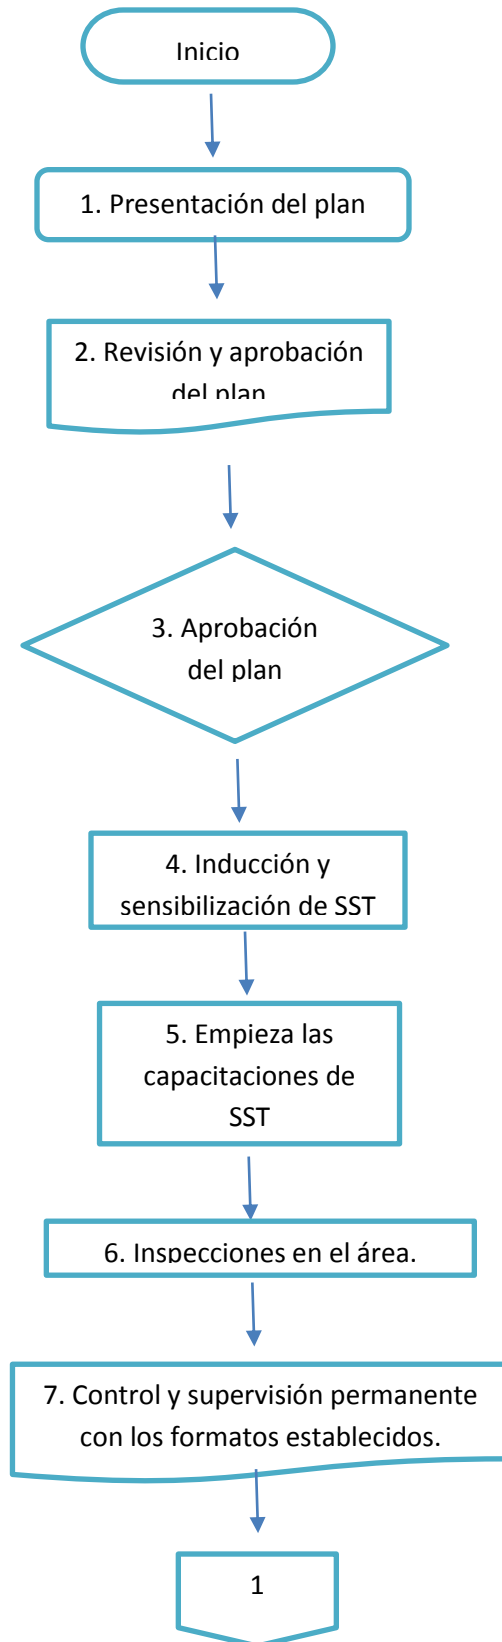 Inicio
1. Presentación del plan
2. Revisión y aprobación
del plan
3. Aprobación
del plan
4. Inducción y
sensibilización de SST
5. Empieza las
capacitaciones de
SST
6. Inspecciones en el área.
7. Control y supervisión permanente
con los formatos establecidos.
1